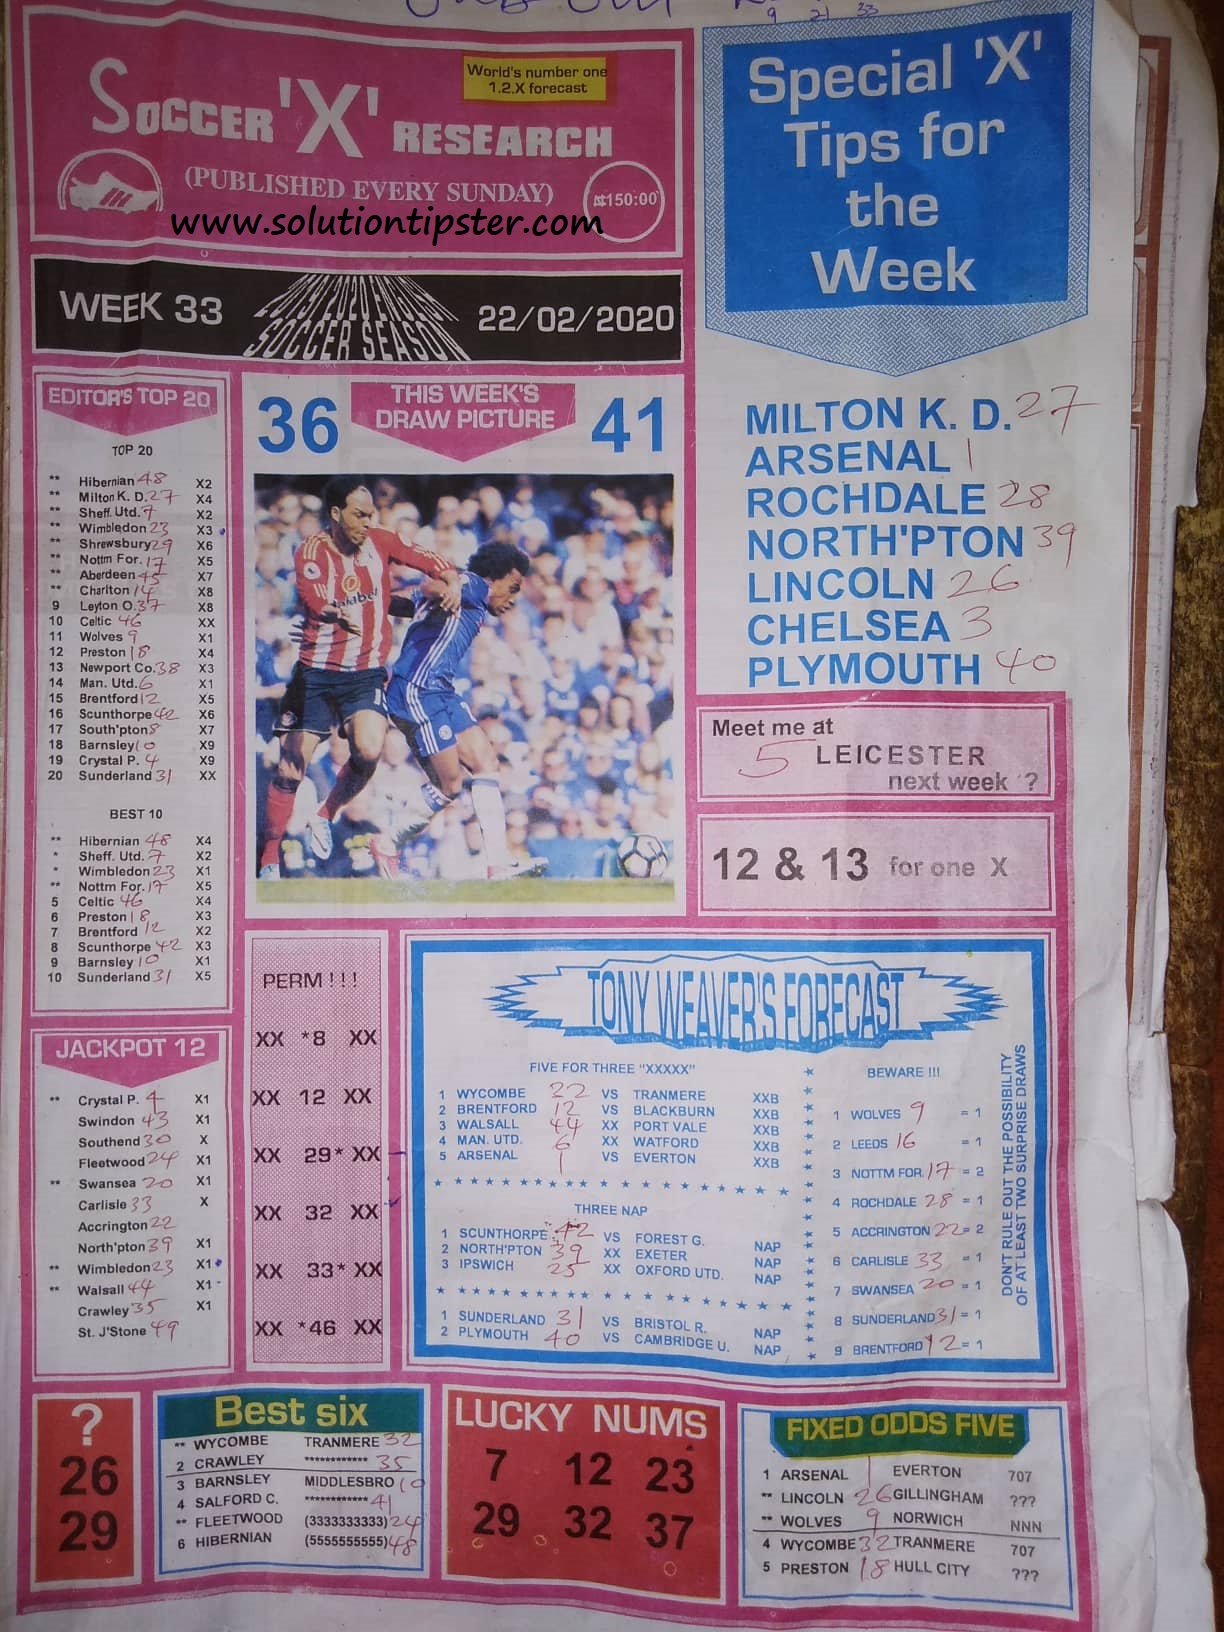 9 21 33
SOCCER 'X' RESEARCH
World's number one
1.2.X forecast
(PUBLISHED EVERY SUNDAY)
₦150:00
www.solutiontipster.com
WEEK 33
2019/2020 ENGLISH
SOCCER SEASON
22/02/2020
Special 'X'
Tips for
the
Week
MILTON K. D. 27
ARSENAL 1
ROCHDALE 28
NORTH'PTON 39
LINCOLN 26
CHELSEA 3
PLYMOUTH 40
Meet me at
5 LEICESTER
next week ?
12 & 13 for one X
EDITOR'S TOP 20
TOP 20
** Hibernian 48 X2
** Milton K. D. 27 X4
** Sheff. Utd. 7 X2
** Wimbledon 23 X3
** Shrewsbury 29 X6
** Nottm For. 17 X5
** Aberdeen 45 X7
** Charlton 14 X8
9 Leyton O. 37 X8
10 Celtic 46 XX
11 Wolves 9 X1
12 Preston 18 X4
13 Newport Co. 38 X3
14 Man. Utd. 6 X1
15 Brentford 12 X5
16 Scunthorpe 42 X6
17 South'pton 8 X7
18 Barnsley 10 X9
19 Crystal P. 4 X9
20 Sunderland 31 XX
BEST 10
** Hibernian 48 X4
* Sheff. Utd. 7 X2
* Wimbledon 23 X1
** Nottm For. 17 X5
5 Celtic 46 X4
6 Preston 18 X3
7 Brentford 12 X2
8 Scunthorpe 42 X3
9 Barnsley 10 X1
10 Sunderland 31 X5
36 THIS WEEK'S 41
DRAW PICTURE
JACKPOT 12
** Crystal P. 4 X1
Swindon 43 X1
Southend 30 X
Fleetwood 24 X1
** Swansea 20 X1
Carlisle 33 X
Accrington 22
North'pton 39 X1
** Wimbledon 23 X1
** Walsall 44 X1
Crawley 35 X1
St. J'Stone 49
PERM ! ! !
XX *8 XX
XX 12 XX
XX 29* XX
XX 32 XX
XX 33* XX
XX *46 XX
TONY WEAVER'S FORECAST
FIVE FOR THREE "XXXXX"
1 WYCOMBE 22 VS TRANMERE XXB
2 BRENTFORD 12 VS BLACKBURN XXB
3 WALSALL 44 XX PORT VALE XXB
4 MAN. UTD. 6 XX WATFORD XXB
5 ARSENAL 1 VS EVERTON XXB
THREE NAP
1 SCUNTHORPE 42 VS FOREST G. NAP
2 NORTH'PTON 39 XX EXETER NAP
3 IPSWICH 25 XX OXFORD UTD. NAP
1 SUNDERLAND 31 VS BRISTOL R. NAP
2 PLYMOUTH 40 VS CAMBRIDGE U. NAP
BEWARE !!!
1 WOLVES 9 = 1
2 LEEDS 16 = 1
3 NOTTM FOR. 17 = 2
4 ROCHDALE 28 = 1
5 ACCRINGTON 22 = 2
6 CARLISLE 33 = 1
7 SWANSEA 20 = 1
8 SUNDERLAND 31 = 1
9 BRENTFORD 12 = 1
DON'T RULE OUT THE POSSIBILITY
OF AT LEAST TWO SURPRISE DRAWS
?
26
29
Best six
** WYCOMBE TRANMERE 32
2 CRAWLEY ************ 35
3 BARNSLEY MIDDLESBRO 10
4 SALFORD C. ************ 41
** FLEETWOOD (3333333333) 24
6 HIBERNIAN (5555555555) 48
LUCKY NUMS
7 12 23
29 32 37
FIXED ODDS FIVE
1 ARSENAL 1 EVERTON 707
** LINCOLN 26 GILLINGHAM ???
** WOLVES 9 NORWICH NNN
4 WYCOMBE 32 TRANMERE 707
5 PRESTON 18 HULL CITY ???